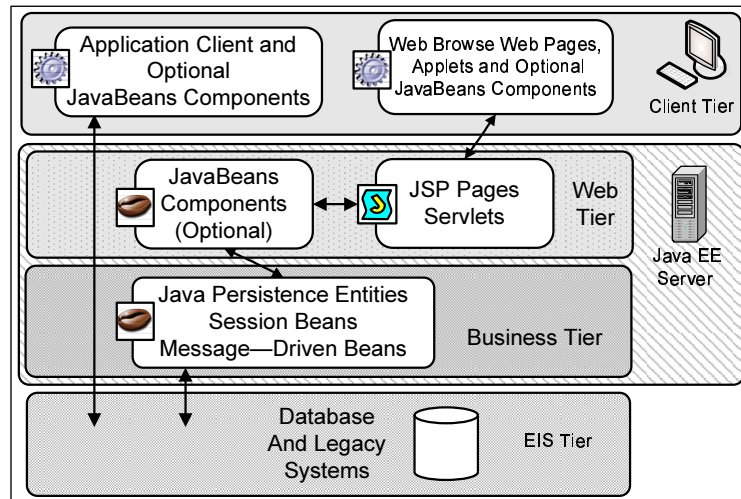 Application Client and
Optional
JavaBeans Components
Web Browse Web Pages,
Applets and Optional
JavaBeans Components
Client Tier
JavaBeans
Components
(Optional)
JSP Pages
Servlets
Web
Tier
Java EE
Server
Java Persistence Entities
Session Beans
Message—Driven Beans
Business Tier
Database
And Legacy
Systems
EIS Tier